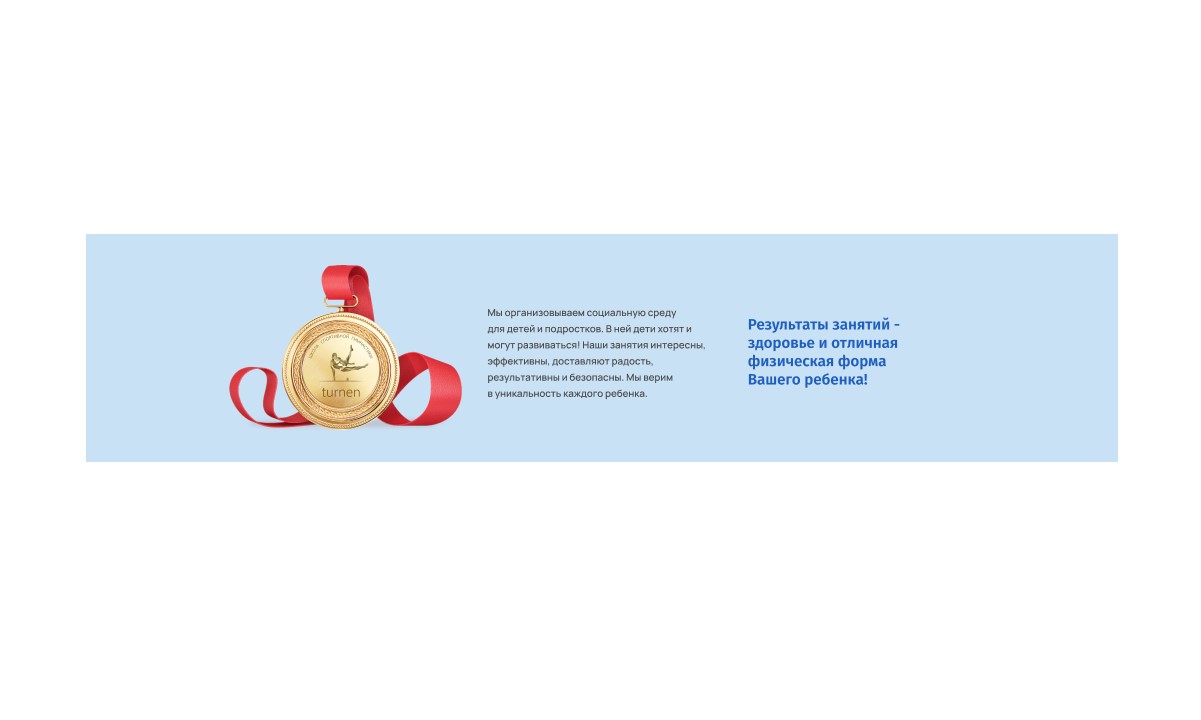 ШКОЛА СПОРТИВНОЙ ГИМНАСТИКИ
turnen
Мы организовываем социальную среду
для детей и подростков. В ней дети хотят и
могут развиваться! Наши занятия интересны,
эффективны, доставляют радость,
результативны и безопасны. Мы верим
в уникальность каждого ребенка.
Результаты занятий -
здоровье и отличная
физическая форма
Вашего ребенка!